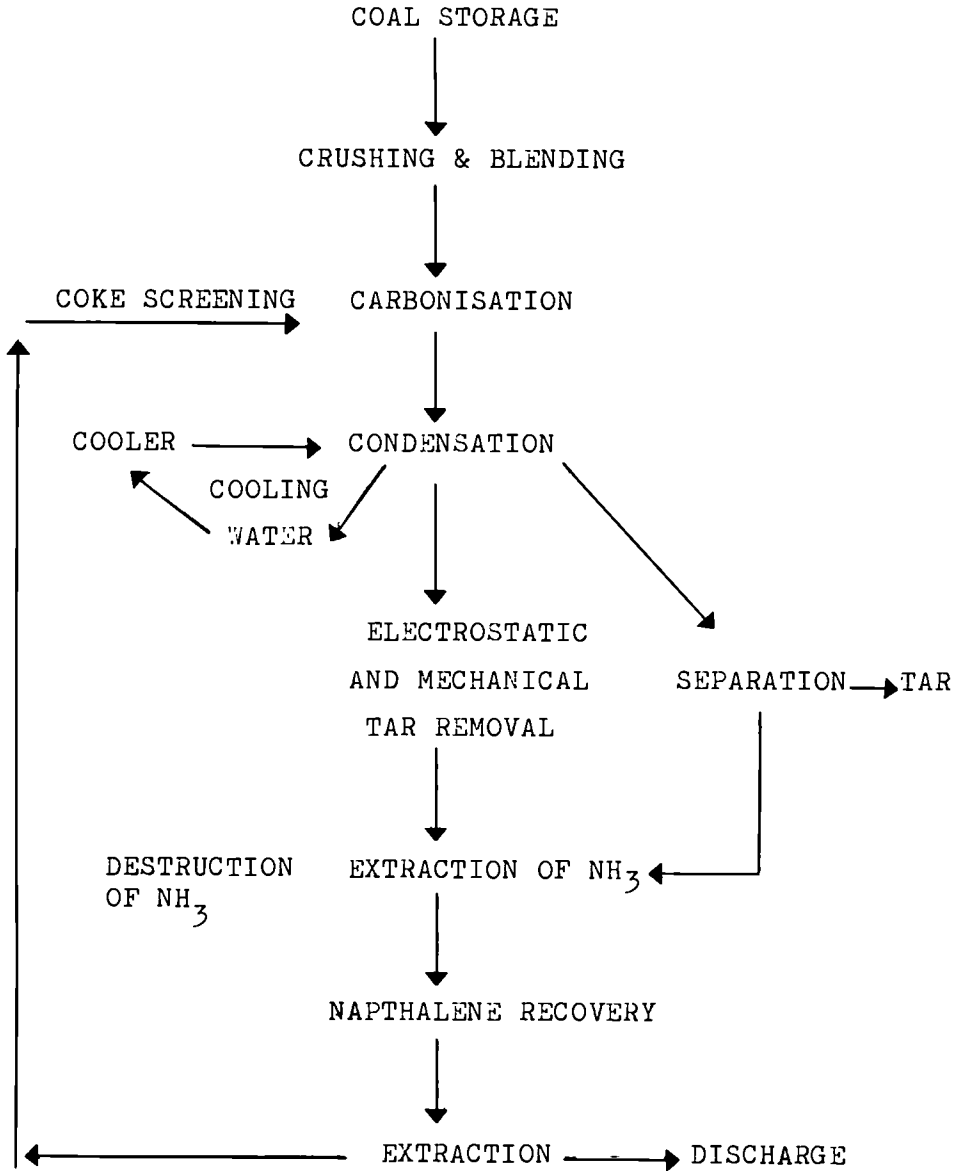 COAL STORAGE
CRUSHING & BLENDING
COKE SCREENING
CARBONISATION
COOLER
CONDENSATION
COOLING
WATER
ELECTROSTATIC
AND MECHANICAL
TAR REMOVAL
SEPARATION
TAR
DESTRUCTION
OF NH3
EXTRACTION OF NH3
NAPTHALENE RECOVERY
EXTRACTION
DISCHARGE